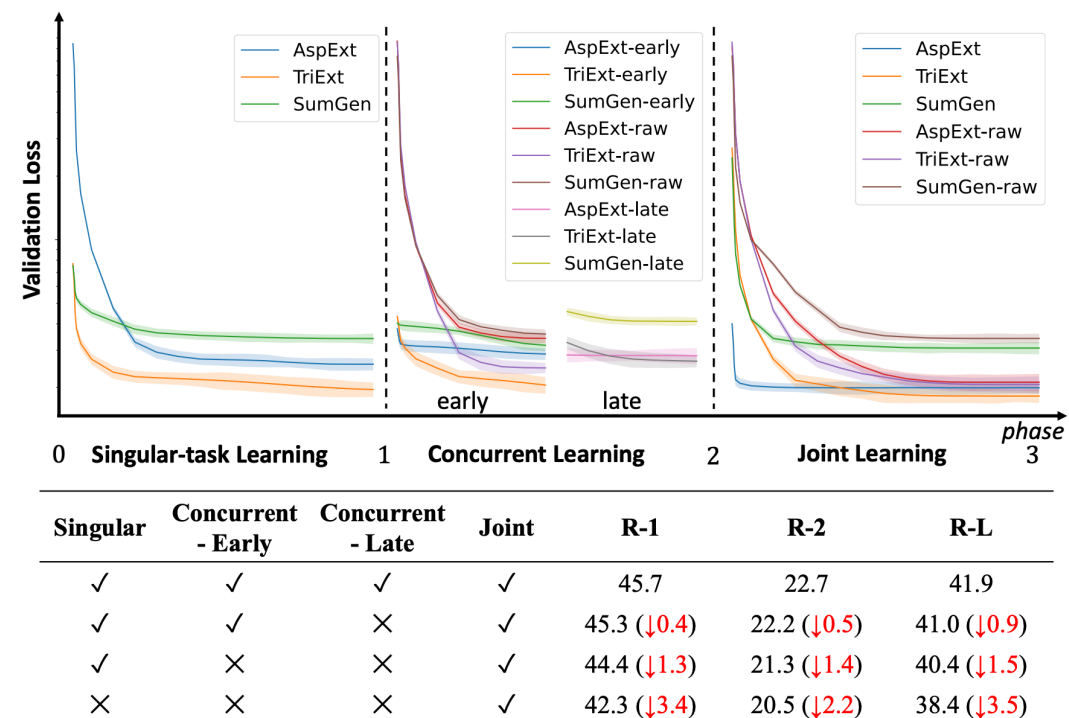 Validation Loss
AspExt
TriExt
SumGen
AspExt-early
TriExt-early
SumGen-early
AspExt-raw
TriExt-raw
SumGen-raw
AspExt-late
TriExt-late
SumGen-late
AspExt
TriExt
SumGen
AspExt-raw
TriExt-raw
SumGen-raw
early
late
phase
0 Singular-task Learning 1 Concurrent Learning 2 Joint Learning 3
Singular Concurrent - Early Concurrent - Late Joint R-1 R-2 R-L
✓ ✓ ✓ ✓ 45.7 22.7 41.9
✓ ✓ ✕ ✓ 45.3 (↓0.4) 22.2 (↓0.5) 41.0 (↓0.9)
✓ ✕ ✕ ✓ 44.4 (↓1.3) 21.3 (↓1.4) 40.4 (↓1.5)
✕ ✕ ✕ ✓ 42.3 (↓3.4) 20.5 (↓2.2) 38.4 (↓3.5)